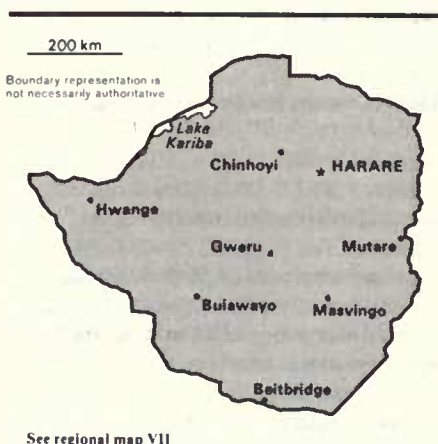 200 km
Boundary representation is
not necessarily authoritative
Lake
Kariba
Chinhoyi
HARARE
Hwange
Gweru
Mutare
Bulawayo
Masvingo
Beitbridge
See regional map VII